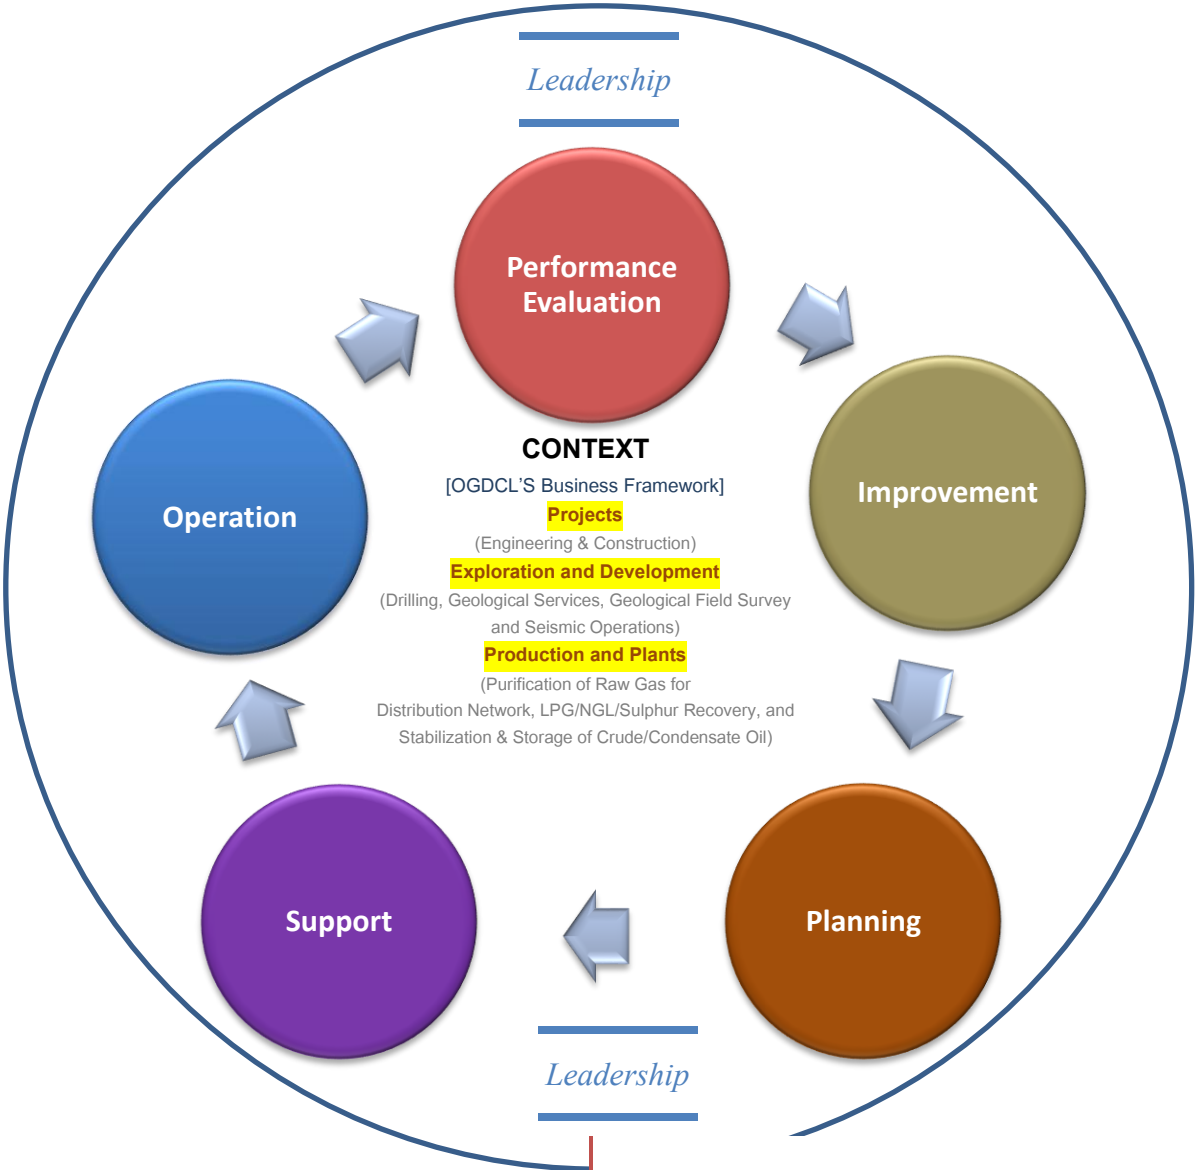 Leadership
Performance
Evaluation
Improvement
Operation
CONTEXT
[OGDCL'S Business Framework]
Projects
(Engineering & Construction)
Exploration and Development
(Drilling, Geological Services, Geological Field Survey
and Seismic Operations)
Production and Plants
(Purification of Raw Gas for
Distribution Network, LPG/NGL/Sulphur Recovery, and
Stabilization & Storage of Crude/Condensate Oil)
Support
Planning
Leadership